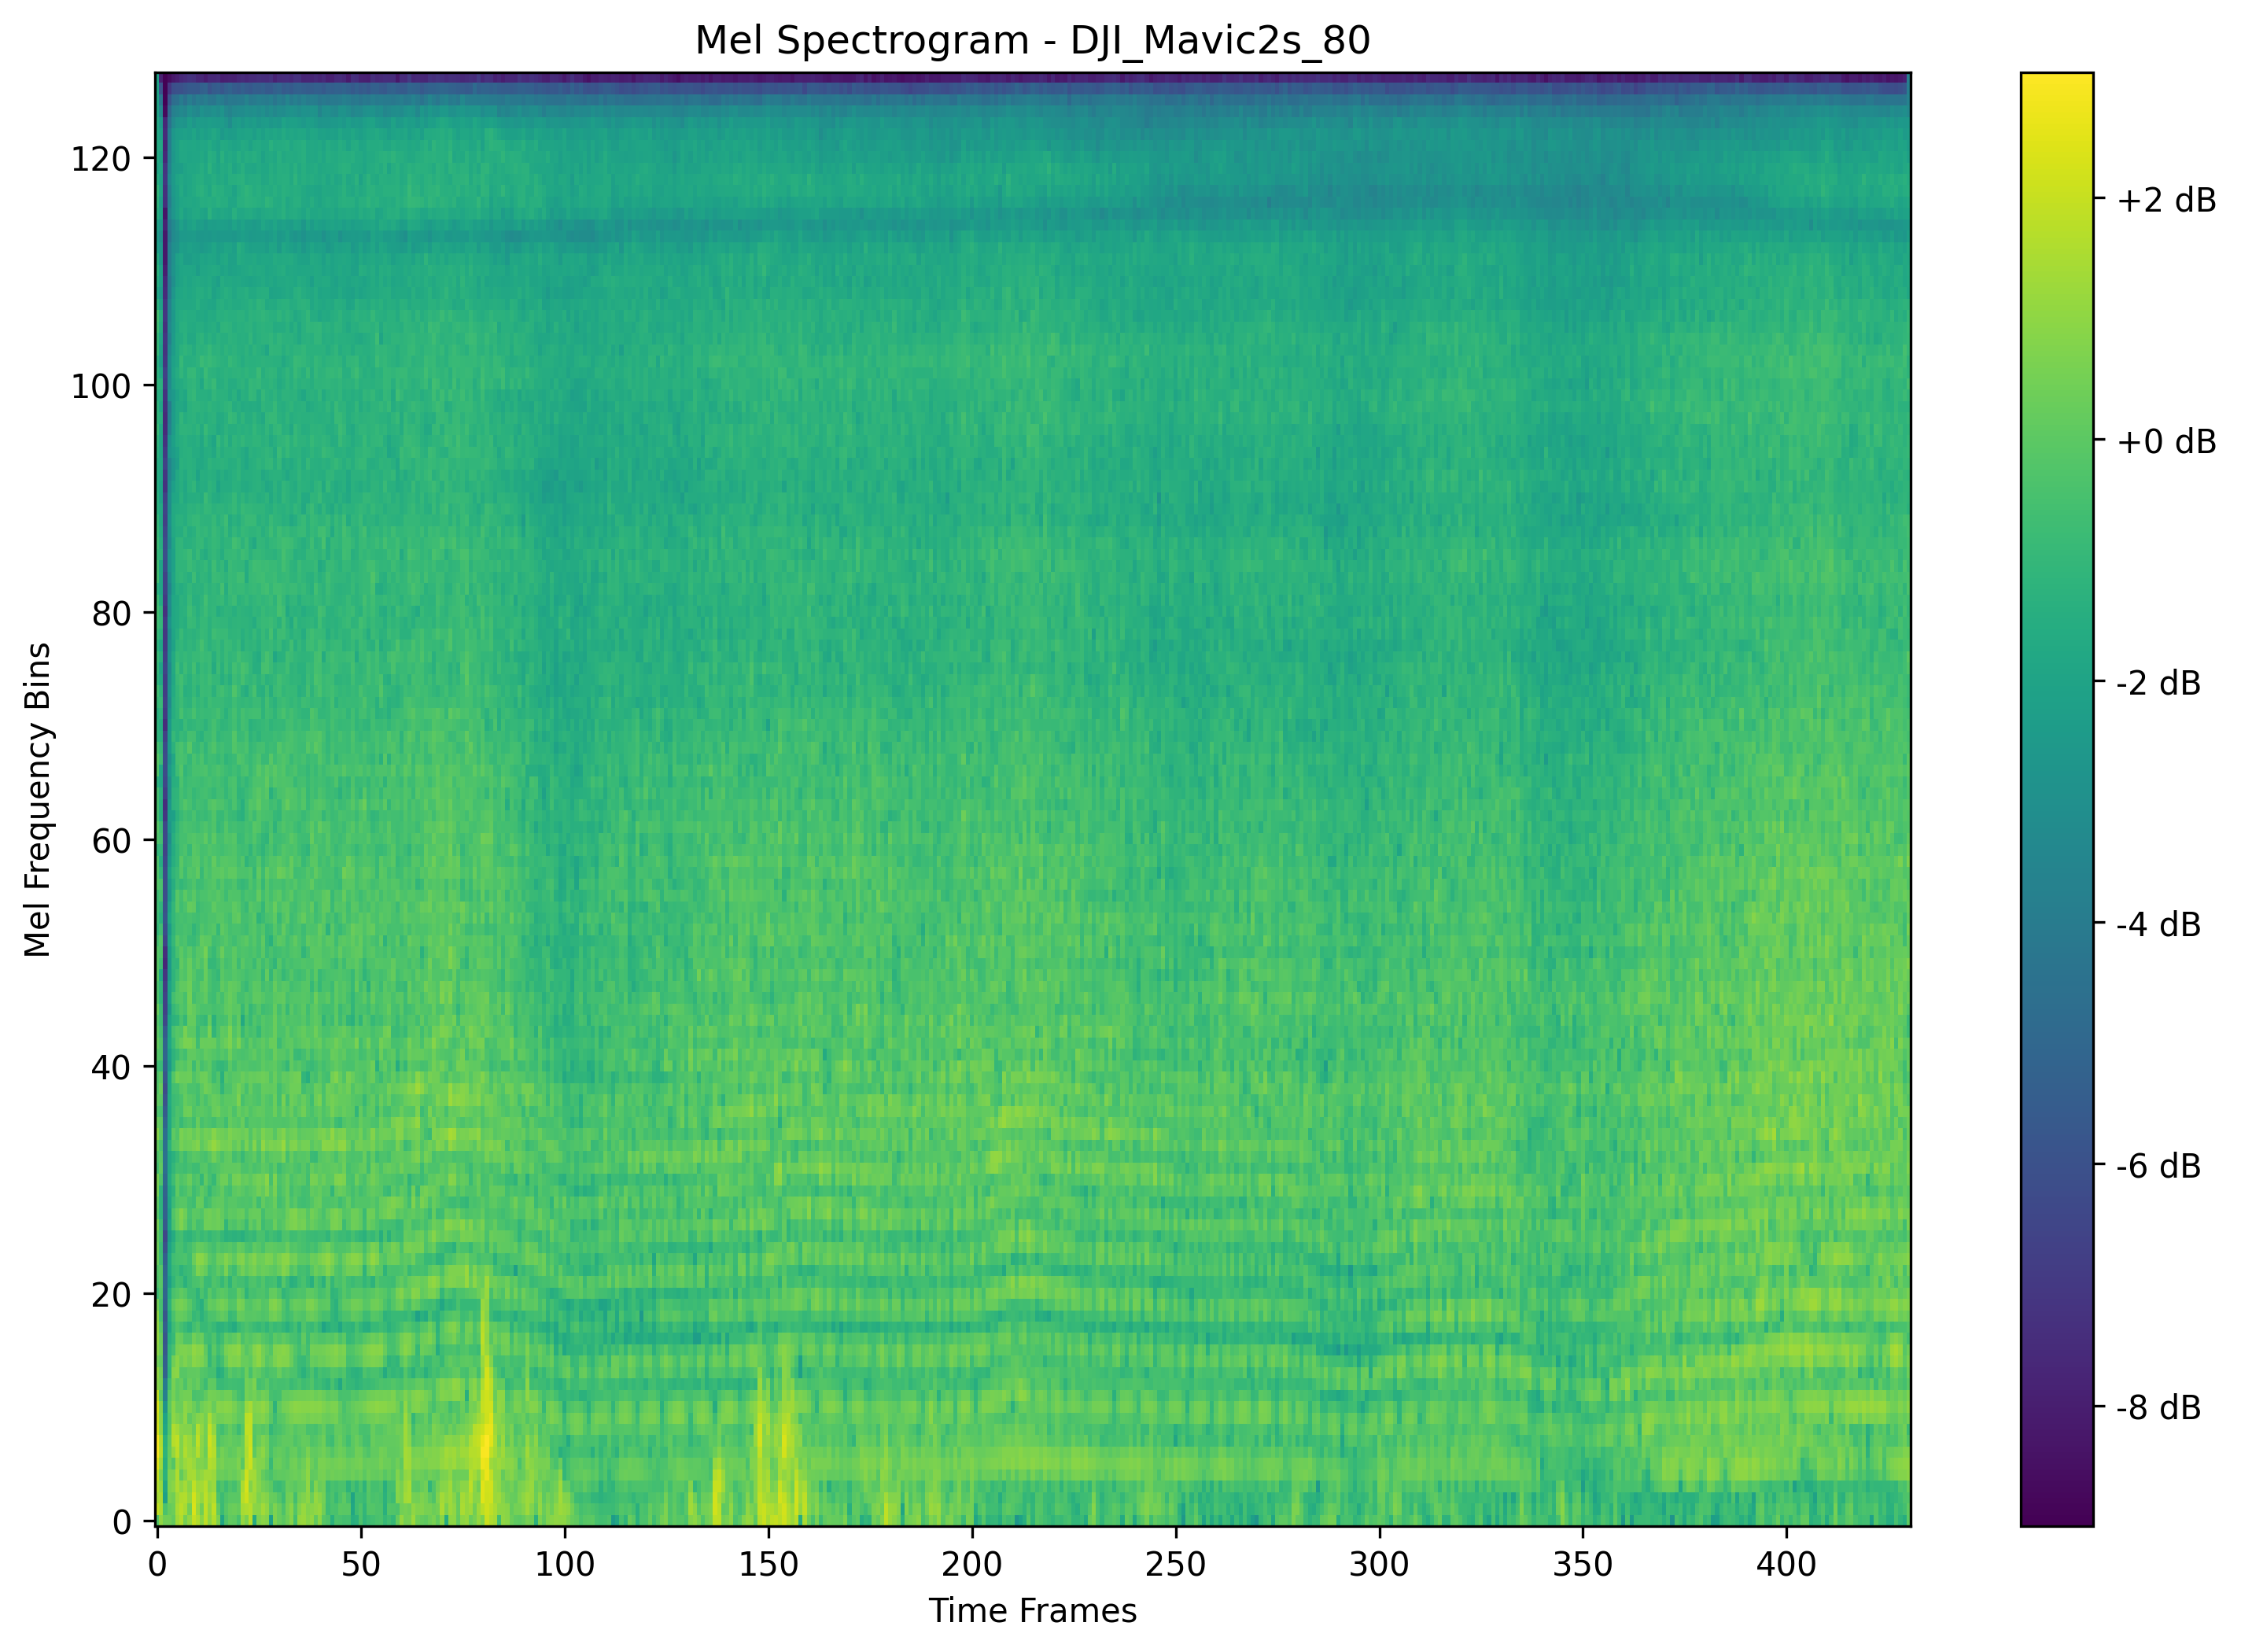 Mel Spectrogram - DJI_Mavic2s_80
Mel Frequency Bins
120
100
80
60
40
20
0
0 50 100 150 200 250 300 350 400
Time Frames
+2 dB
+0 dB
-2 dB
-4 dB
-6 dB
-8 dB